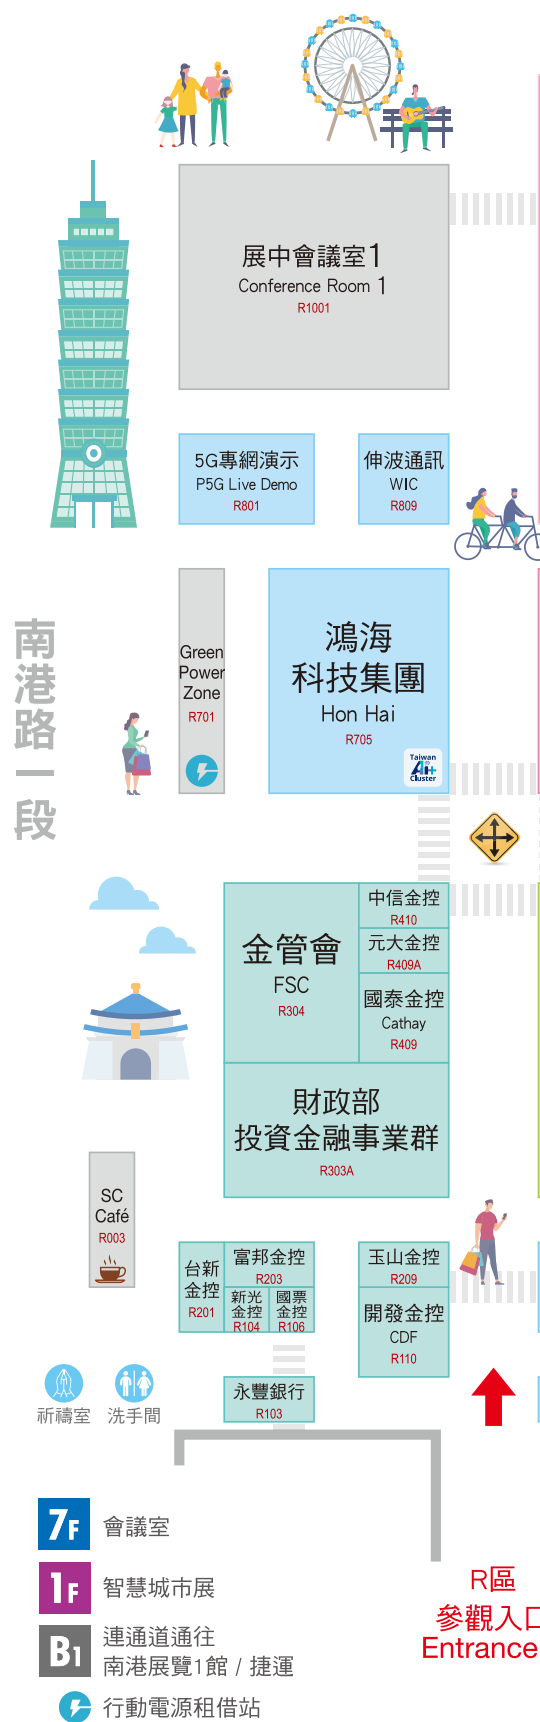 展中會議室1
Conference Room 1
R1001
5G專網演示
P5G Live Demo
R801
伸波通訊
WIC
R809
南港路一段
Green
Power
Zone
R701
鴻海
科技集團
Hon Hai
R705
Taiwan
AI+
Cluster
金管會
FSC
R304
中信金控
R410
元大金控
R409A
國泰金控
Cathay
R409
財政部
投資金融事業群
R303A
SC
Café
R003
台新
金控
R201
富邦金控
R203
新光
金控
R104
國票
金控
R106
玉山金控
R209
開發金控
CDF
R110
永豐銀行
R103
祈禱室
洗手間
7F 會議室
1F 智慧城市展
B1 連通道通往
南港展覽1館 / 捷運
行動電源租借站
R區
參觀入口
Entrance